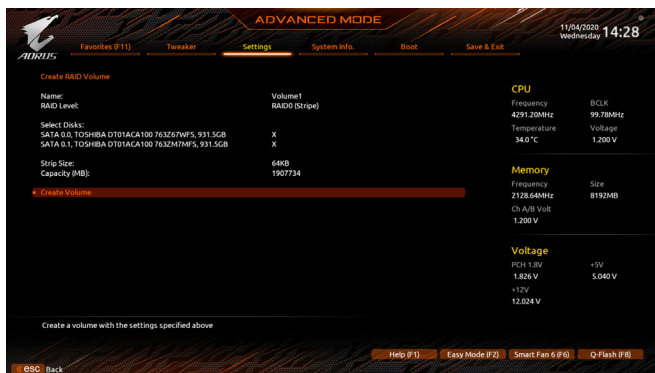 ADVANCED MODE
11/04/2020
Wednesday 14:28
AORUS
Favorites (F11) Tweaker Settings System Info. Boot Save & Exit
Create RAID Volume
Name: Volume1
RAID Level: RAID0 (Stripe)
Select Disks:
SATA 0.0, TOSHIBA DT01ACA100 763Z67WFS, 931.5GB X
SATA 0.1, TOSHIBA DT01ACA100 763ZM7MFS, 931.5GB X
Strip Size: 64KB
Capacity (MB): 1907734
Create Volume
CPU
Frequency BCLK
4291.20MHz 99.78MHz
Temperature Voltage
34.0 °C 1.200 V
Memory
Frequency Size
2128.64MHz 8192MB
Ch A/B Volt
1.200 V
Voltage
PCH 1.8V +5V
1.826 V 5.040 V
+12V
12.024 V
Create a volume with the settings specified above
Help (F1) Easy Mode (F2) Smart Fan 6 (F6) Q-Flash (F8)
esc Back